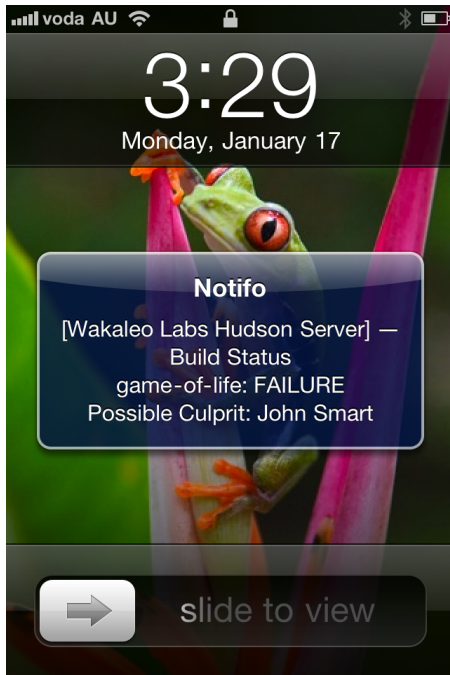 voda AU
3:29
Monday, January 17
Notifo
[Wakaleo Labs Hudson Server] —
Build Status
game-of-life: FAILURE
Possible Culprit: John Smart
slide to view